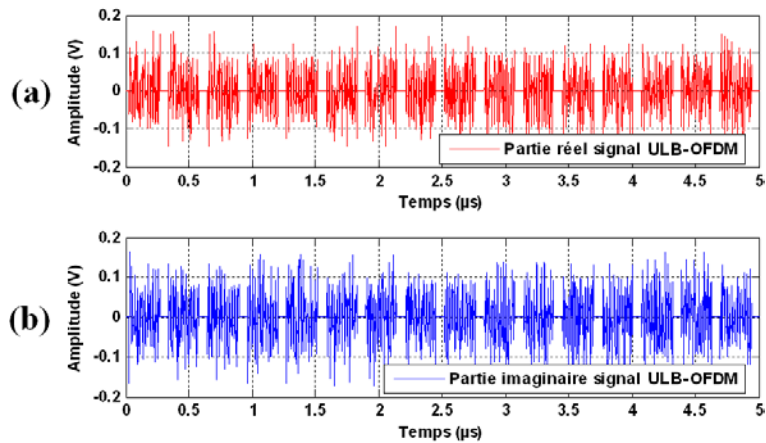 (a)
Amplitude (V)
0.2
0.1
0
-0.1
-0.2
Partie réel signal ULB-OFDM
0 0.5 1 1.5 2 2.5 3 3.5 4 4.5 5
Temps (µs)
(b)
Amplitude (V)
0.2
0.1
0
-0.1
-0.2
Partie imaginaire signal ULB-OFDM
0 0.5 1 1.5 2 2.5 3 3.5 4 4.5 5
Temps (µs)